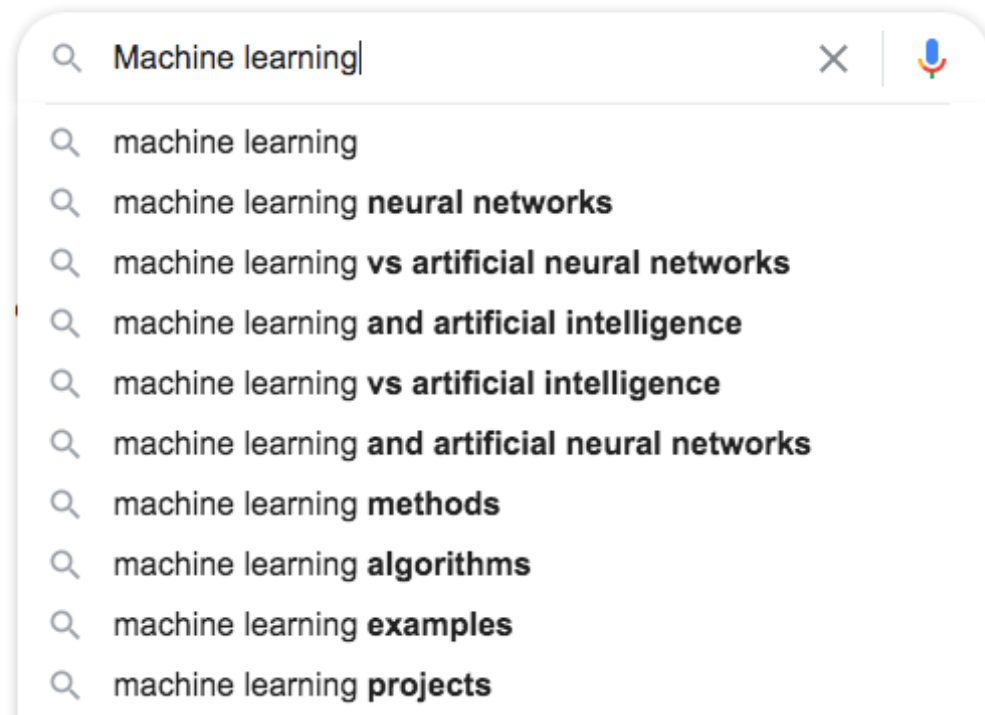 Machine learning
machine learning
machine learning neural networks
machine learning vs artificial neural networks
machine learning and artificial intelligence
machine learning vs artificial intelligence
machine learning and artificial neural networks
machine learning methods
machine learning algorithms
machine learning examples
machine learning projects